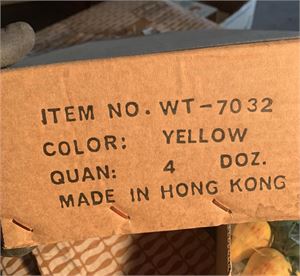 ITEM NO. WT-7032
COLOR: YELLOW
QUAN: 4 DOZ.
MADE IN HONG KONG